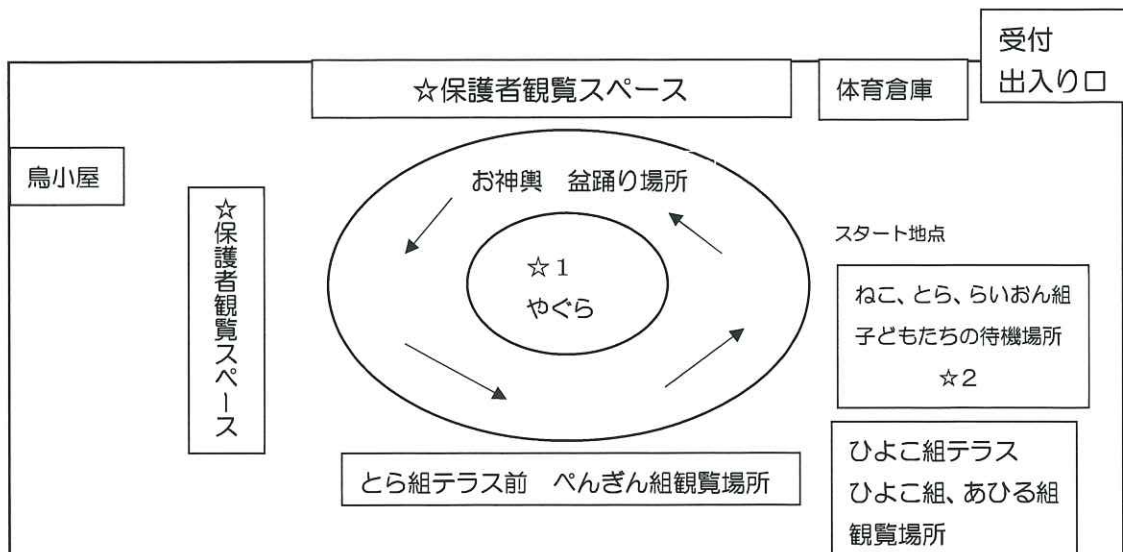 受付
出入り口
☆保護者観覧スペース
体育倉庫
鳥小屋
お神輿　盆踊り場所
☆保護者観覧スペース
スタート地点
☆１
やぐら
ねこ、とら、らいおん組
子どもたちの待機場所
☆２
とら組テラス前　ぺんぎん組観覧場所
ひよこ組テラス
ひよこ組、あひる組
観覧場所